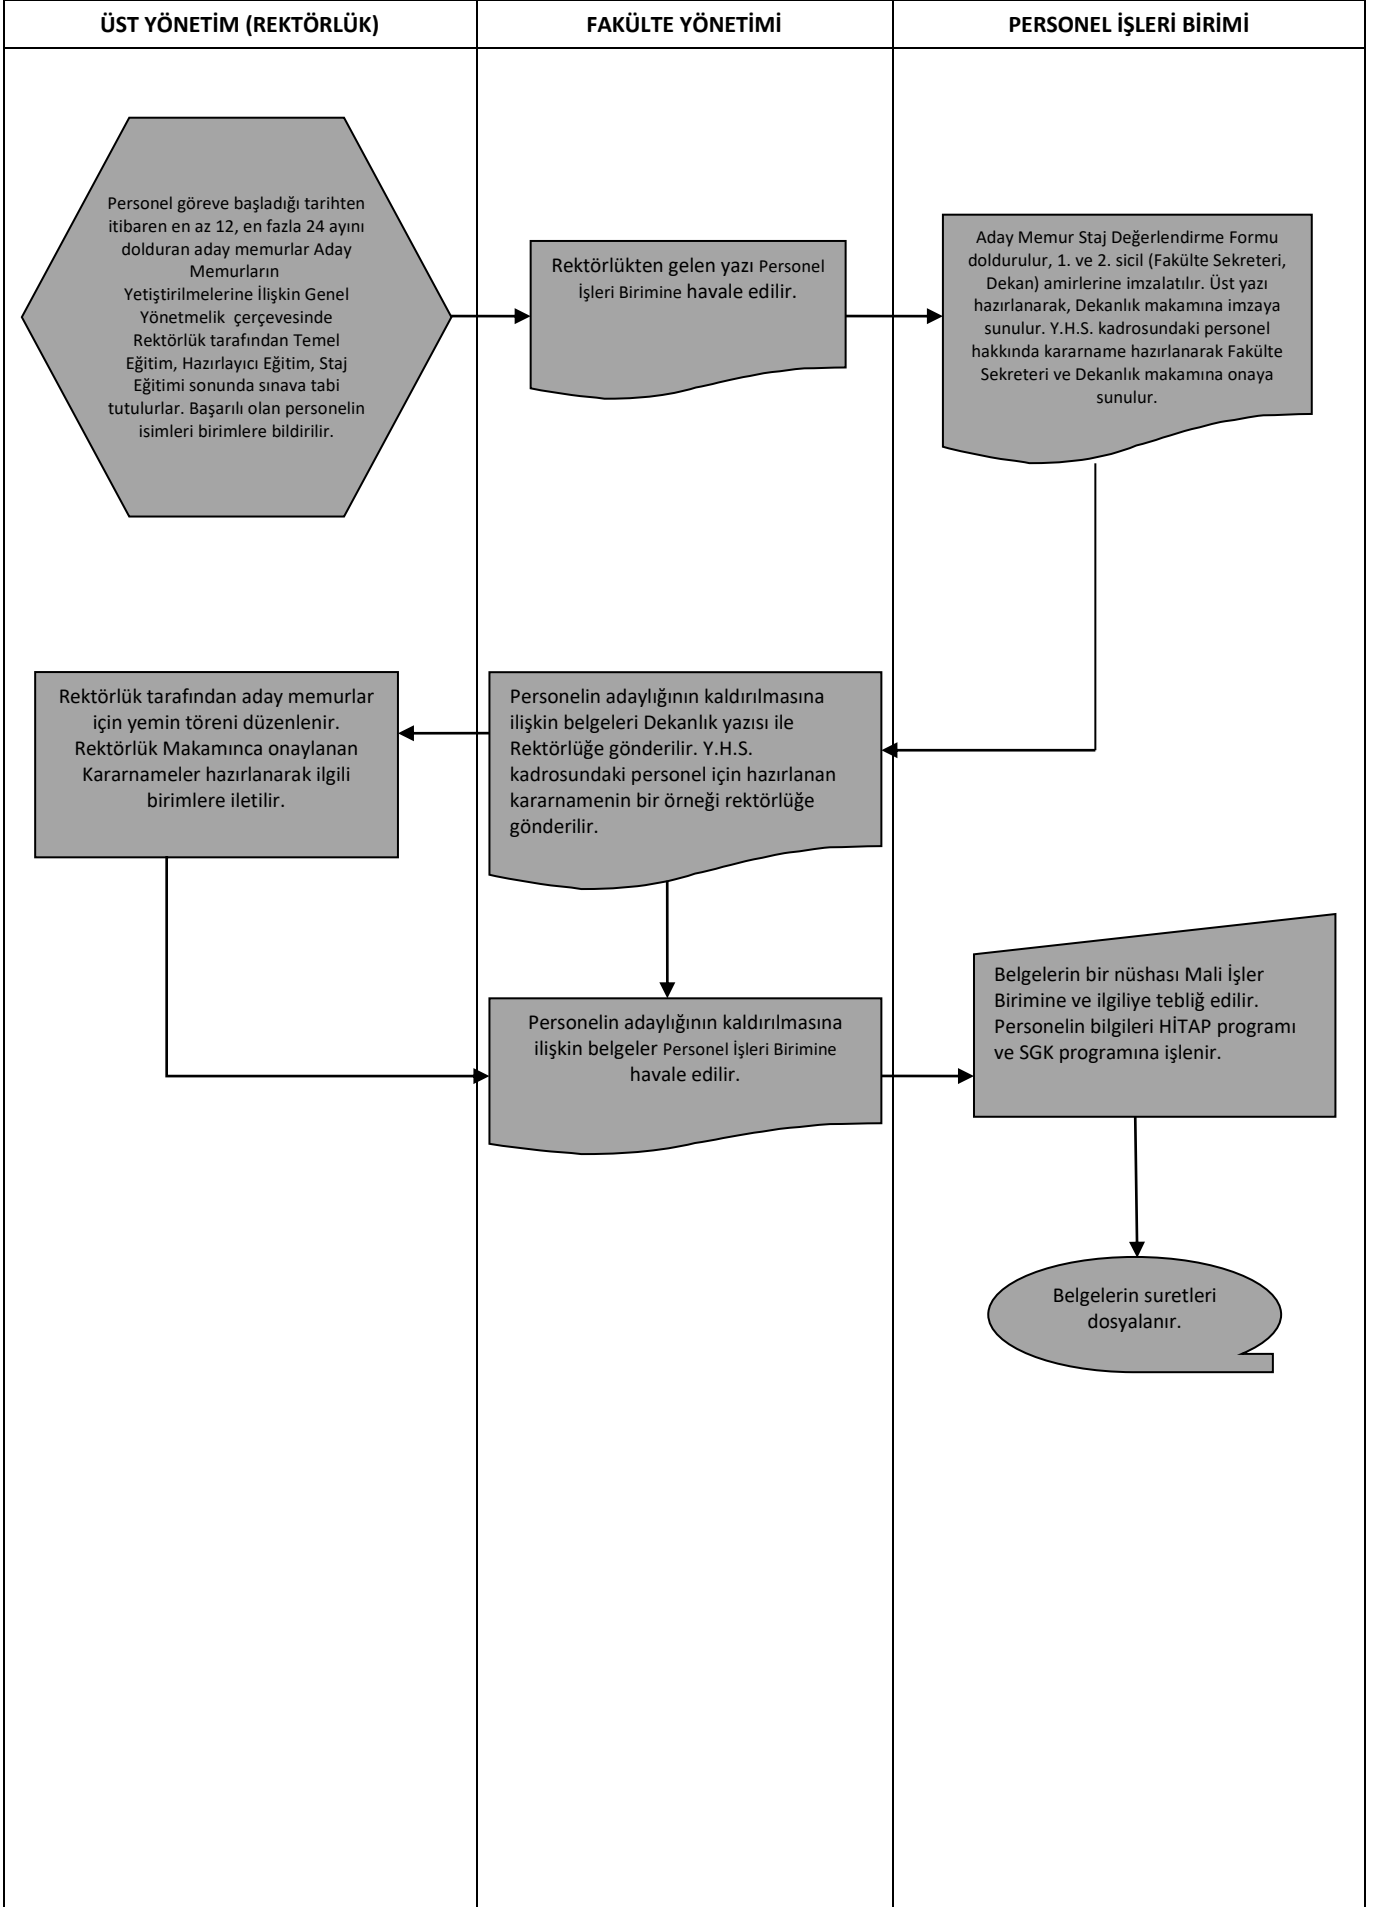 ÜST YÖNETİM (REKTÖRLÜK)
FAKÜLTE YÖNETİMİ
PERSONEL İŞLERİ BİRİMİ
Personel göreve başladığı tarihten
itibaren en az 12, en fazla 24 ayını
dolduran aday memurlar Aday
Memurların
Yetiştirilmelerine İlişkin Genel
Yönetmelik çerçevesinde
Rektörlük tarafından Temel
Eğitim, Hazırlayıcı Eğitim, Staj
Eğitimi sonunda sınava tabi
tutulurlar. Başarılı olan personelin
isimleri birimlere bildirilir.
Rektörlükten gelen yazı Personel
İşleri Birimine havale edilir.
Aday Memur Staj Değerlendirme Formu
doldurulur, 1. ve 2. sicil (Fakülte Sekreteri,
Dekan) amirlerine imzalatılır. Üst yazı
hazırlanarak, Dekanlık makamına imzaya
sunulur. Y.H.S. kadrosundaki personel
hakkında kararname hazırlanarak Fakülte
Sekreteri ve Dekanlık makamına onaya
sunulur.
Rektörlük tarafından aday memurlar
için yemin töreni düzenlenir.
Rektörlük Makamınca onaylanan
Kararnameler hazırlanarak ilgili
birimlere iletilir.
Personelin adaylığının kaldırılmasına
ilişkin belgeleri Dekanlık yazısı ile
Rektörlüğe gönderilir. Y.H.S.
kadrosundaki personel için hazırlanan
kararnamenin bir örneği rektörlüğe
gönderilir.
Personelin adaylığının kaldırılmasına
ilişkin belgeler Personel İşleri Birimine
havale edilir.
Belgelerin bir nüshası Mali İşler
Birimine ve ilgiliye tebliğ edilir.
Personelin bilgileri HİTAP programı
ve SGK programına işlenir.
Belgelerin suretleri
dosyalanır.